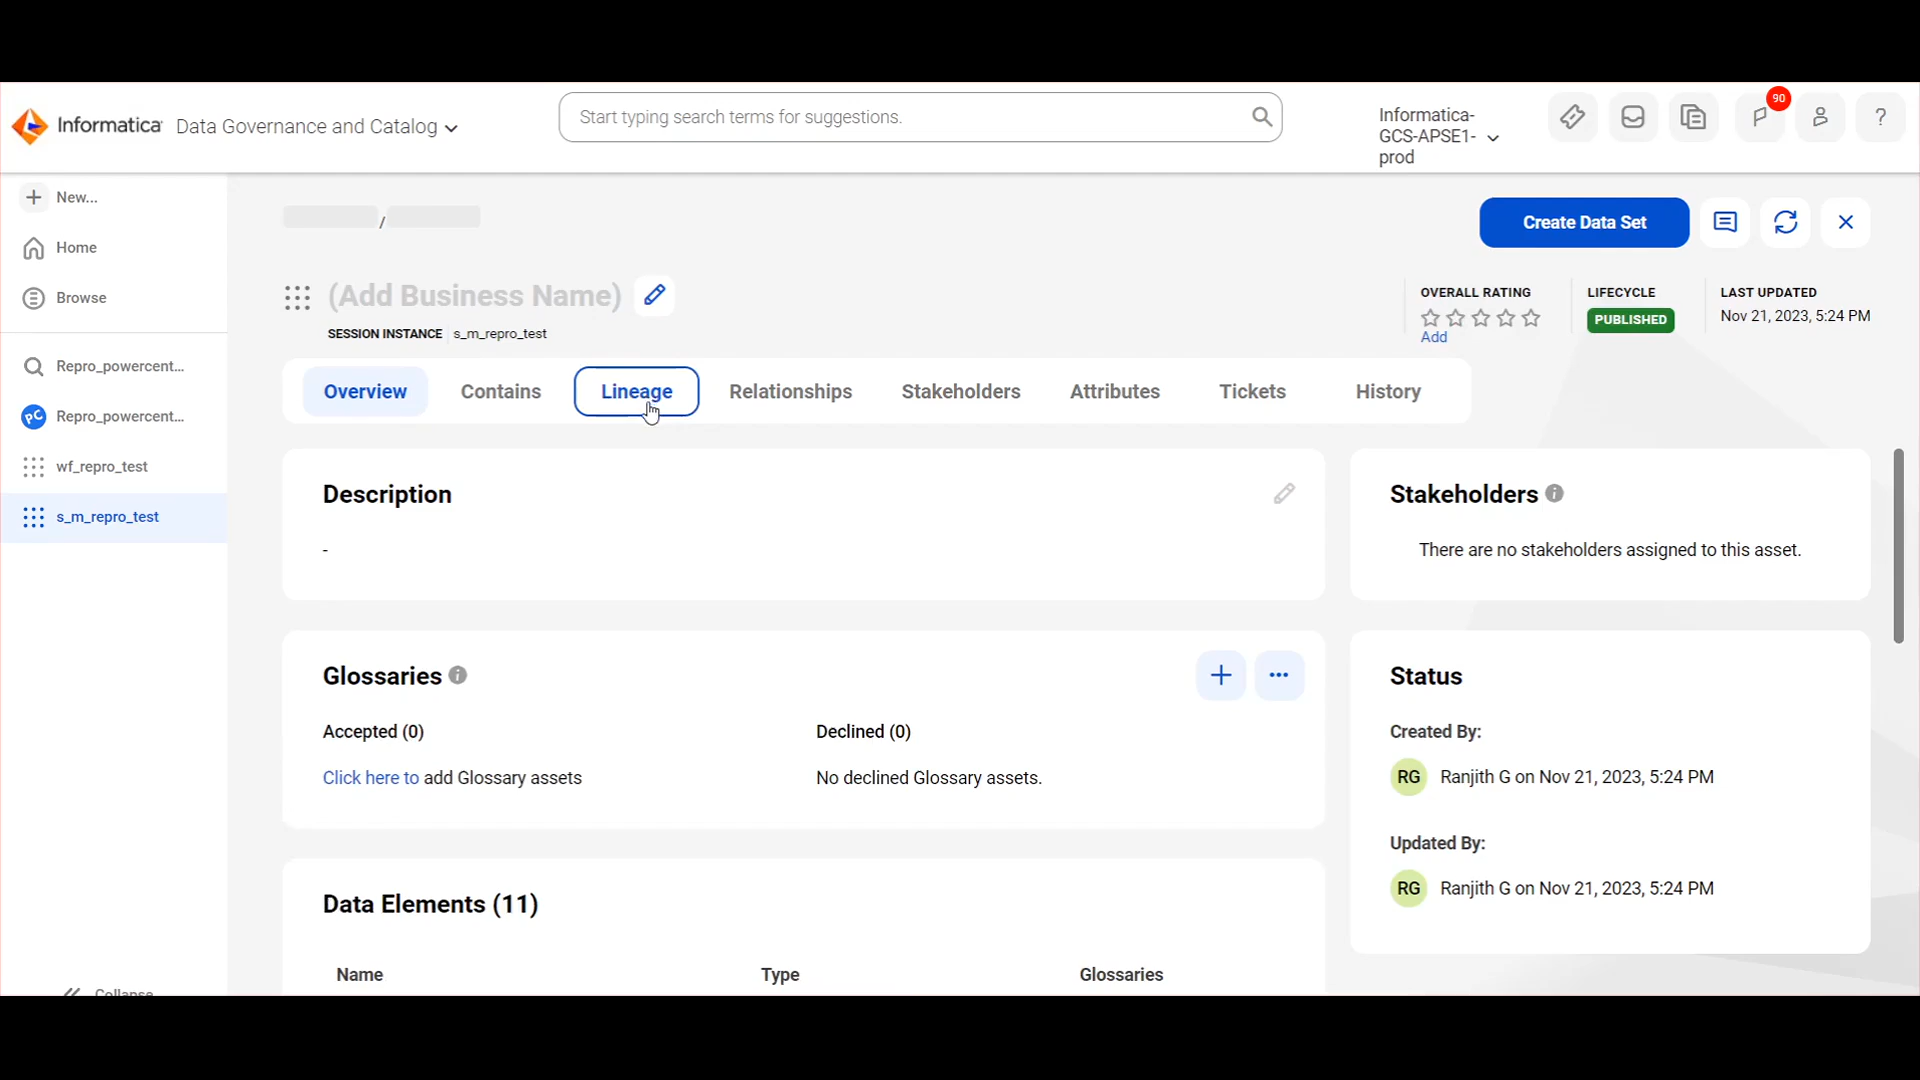 Informatica
Data Governance and Catalog
Start typing search terms for suggestions.
Informatica-
GCS-APSE1-
prod
90
?
New...
Home
Browse
Repro_powercent...
PC
Repro_powercent...
wf_repro_test
s_m_repro_test
Collapse
/
Create Data Set
(Add Business Name)
SESSION INSTANCE s_m_repro_test
OVERALL RATING
Add
LIFECYCLE
PUBLISHED
LAST UPDATED
Nov 21, 2023, 5:24 PM
Overview Contains Lineage Relationships Stakeholders Attributes Tickets History
Description
-
Stakeholders
There are no stakeholders assigned to this asset.
Glossaries
Accepted (0)
Click here to add Glossary assets
Declined (0)
No declined Glossary assets.
Status
Created By:
RG Ranjith G on Nov 21, 2023, 5:24 PM
Updated By:
RG Ranjith G on Nov 21, 2023, 5:24 PM
Data Elements (11)
Name Type Glossaries